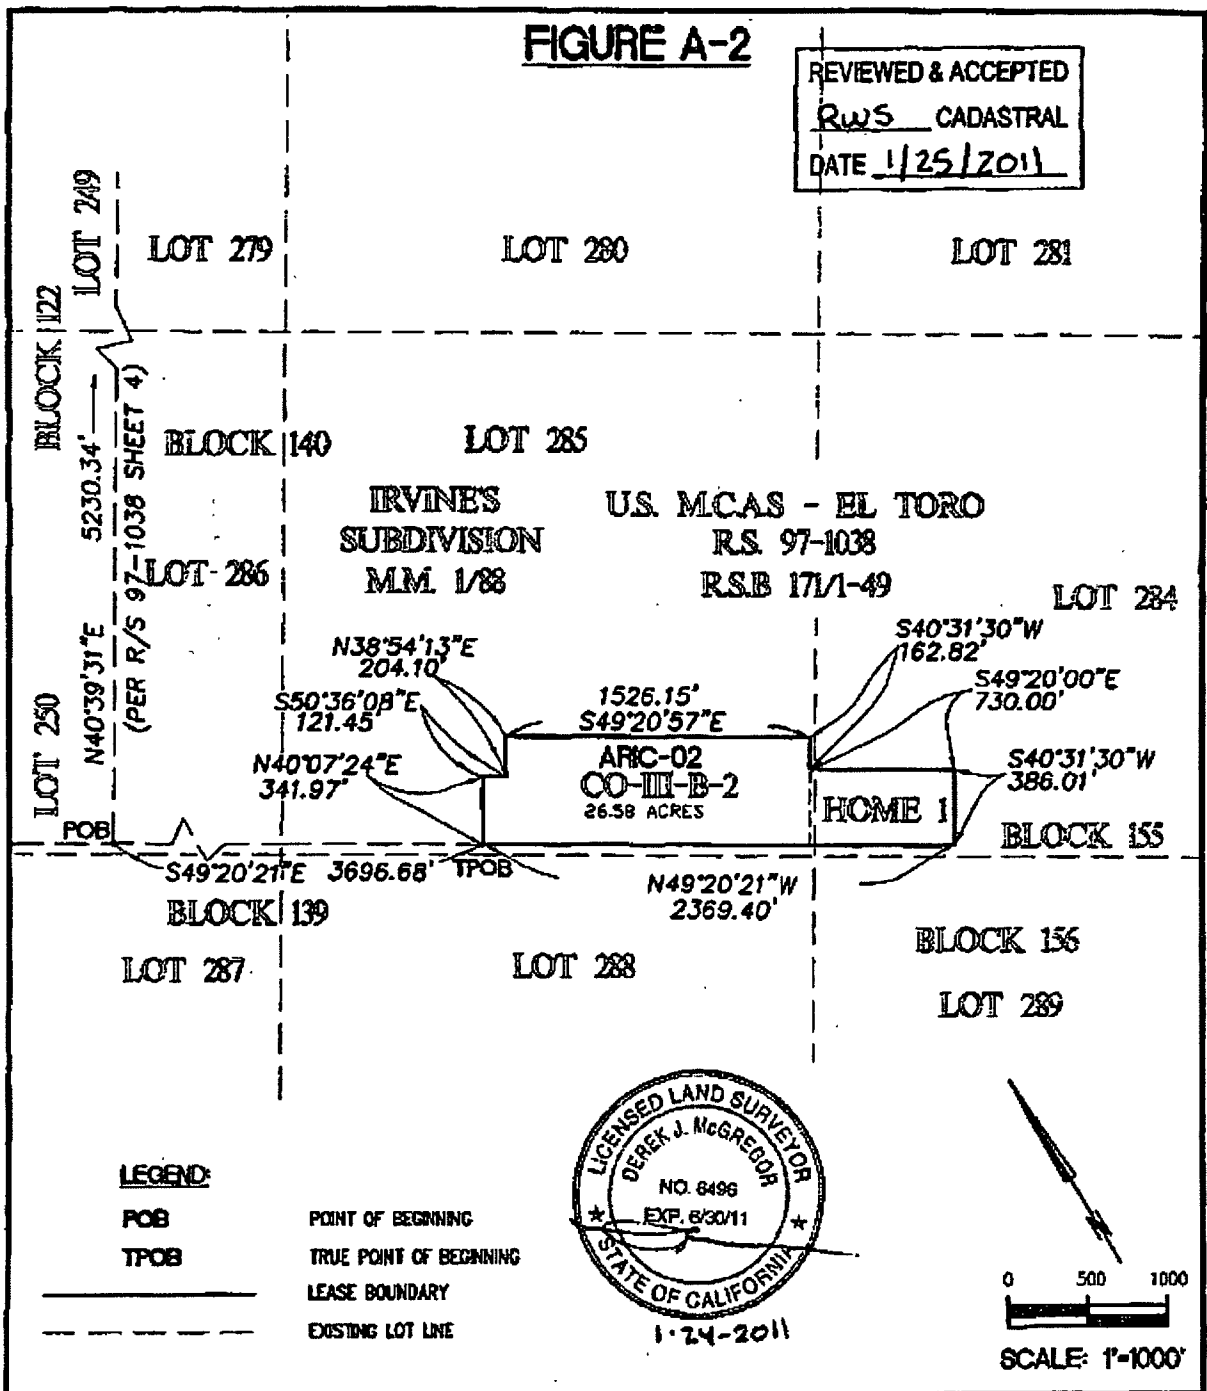 FIGURE A-2
REVIEWED & ACCEPTED
RWS CADASTRAL
DATE 1/25/2011
LOT 249
LOT 279
LOT 280
LOT 281
BLOCK 122
5230.34'
(PER R/S 97-1038 SHEET 4)
N40°39'31"E
BLOCK 140
LOT 285
IRVINE'S
SUBDIVISION
M.M. 1/88
U.S. M.C.A.S - EL TORO
R.S. 97-1038
R.S.B 171/1-49
LOT 286
LOT 284
LOT 250
N38°54'13"E
204.10'
S50°36'08"E
121.45'
N40°07'24"E
341.97'
1526.15'
S49°20'57"E
S40°31'30"W
162.82'
S49°20'00"E
730.00'
S40°31'30"W
386.01'
ARIC-02
CO-III-B-2
26.58 ACRES
HOME 1
BLOCK 155
POB
S49°20'21"E 3696.68'
TPOB
N49°20'21"W
2369.40'
BLOCK 139
BLOCK 156
LOT 287
LOT 288
LOT 289
LICENSED LAND SURVEYOR
DEREK J. McGREGOR
NO. 6496
EXP. 6/30/11
STATE OF CALIFORNIA
1-24-2011
LEGEND:
POB POINT OF BEGINNING
TPOB TRUE POINT OF BEGINNING
LEASE BOUNDARY
EXISTING LOT LINE
0 500 1000
SCALE: 1"=1000'